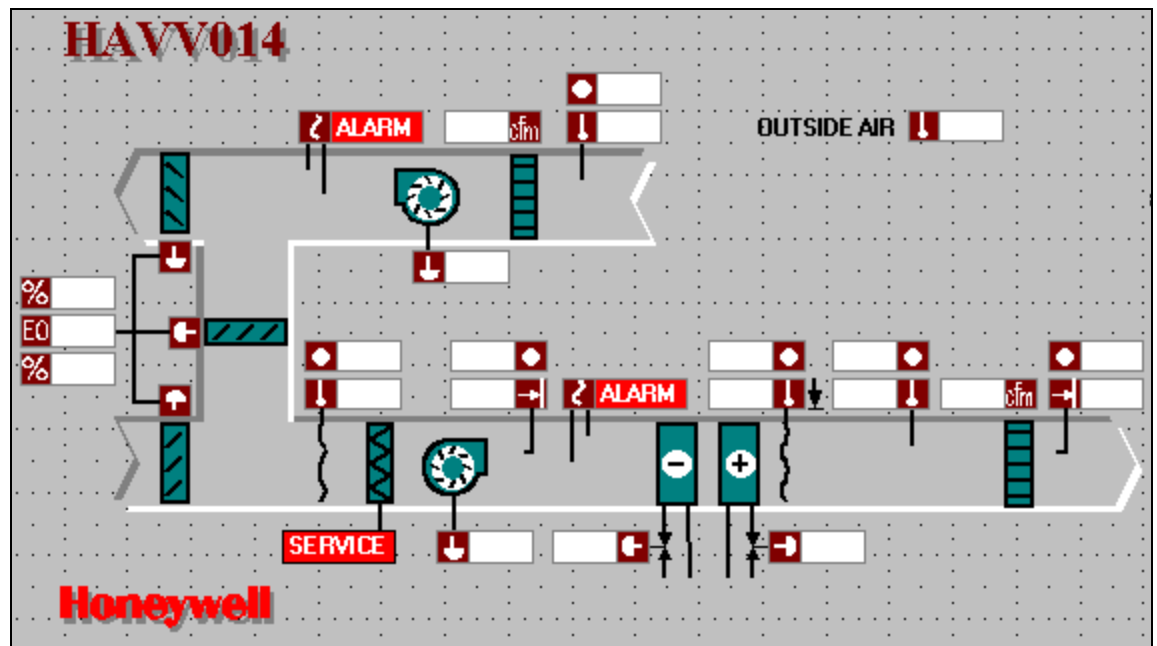 HAVV014
ALARM
cfm
OUTSIDE AIR
%
EO
%
ALARM
cfm
SERVICE
Honeywell